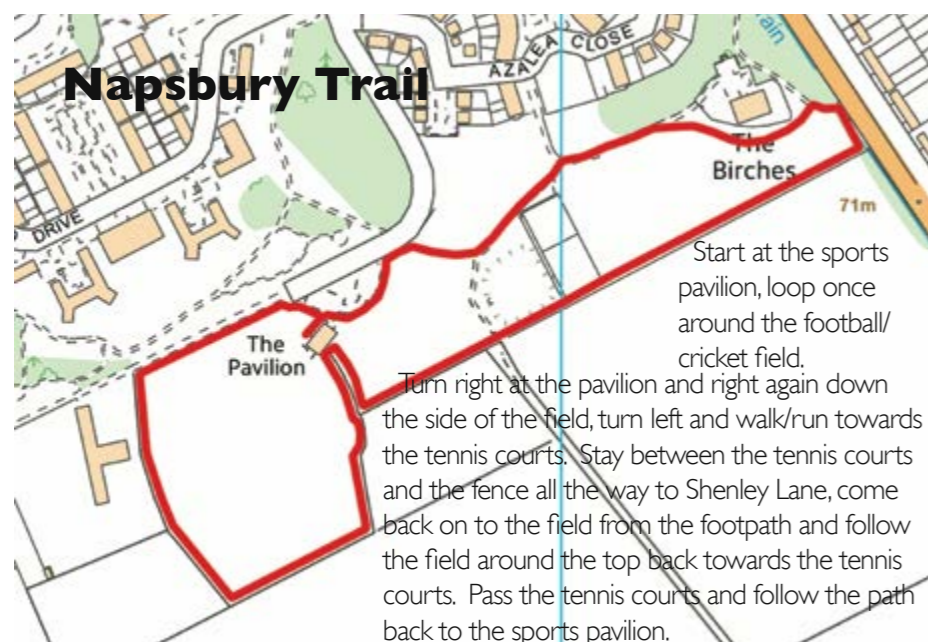 Napsbury Trail
AZALEA CLOSE
DRIVE
The
Birches
71m
The
Pavilion
Start at the sports
pavilion, loop once
around the football/
cricket field.
Turn right at the pavilion and right again down
the side of the field, turn left and walk/run towards
the tennis courts. Stay between the tennis courts
and the fence all the way to Shenley Lane, come
back on to the field from the footpath and follow
the field around the top back towards the tennis
courts. Pass the tennis courts and follow the path
back to the sports pavilion.